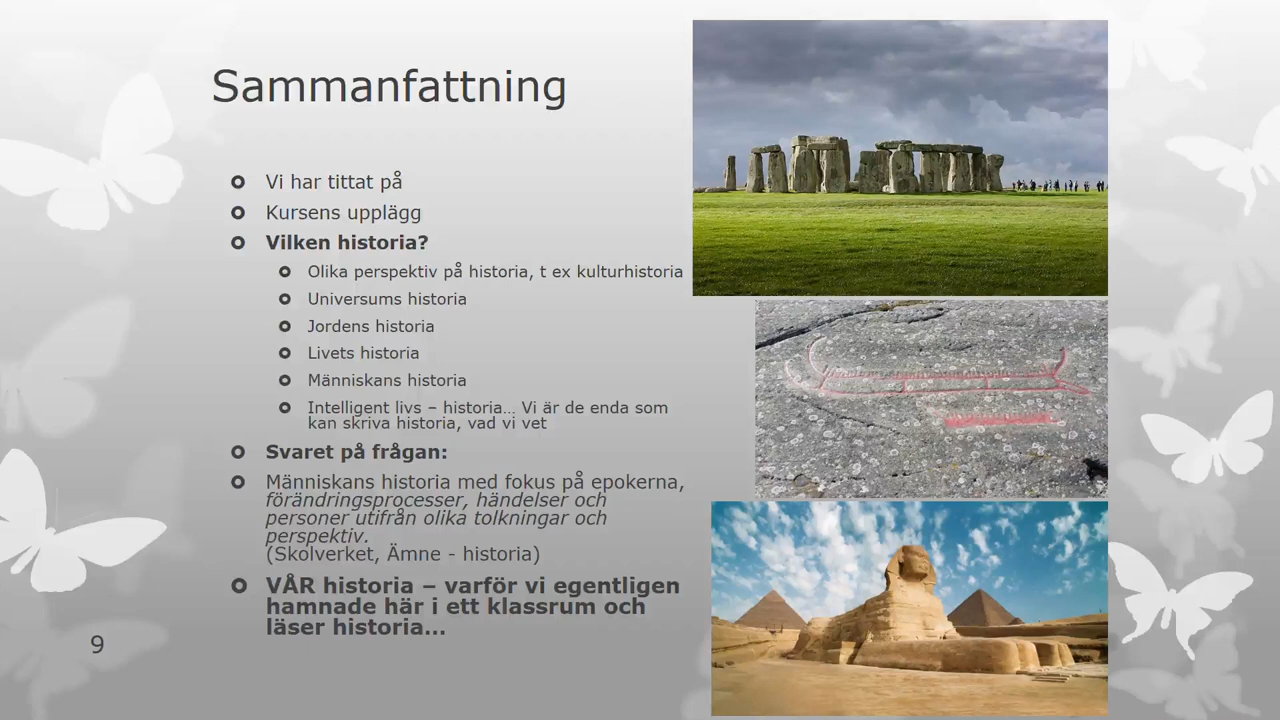 Sammanfattning
Vi har tittat på
Kursens upplägg
Vilken historia?
Olika perspektiv på historia, t ex kulturhistoria
Universums historia
Jordens historia
Livets historia
Människans historia
Intelligent livs – historia… Vi är de enda som
kan skriva historia, vad vi vet
Svaret på frågan:
Människans historia med fokus på epokerna,
förändringsprocesser, händelser och
personer utifrån olika tolkningar och
perspektiv.
(Skolverket, Ämne - historia)
VÅR historia – varför vi egentligen
hamnade här i ett klassrum och
läser historia…
9